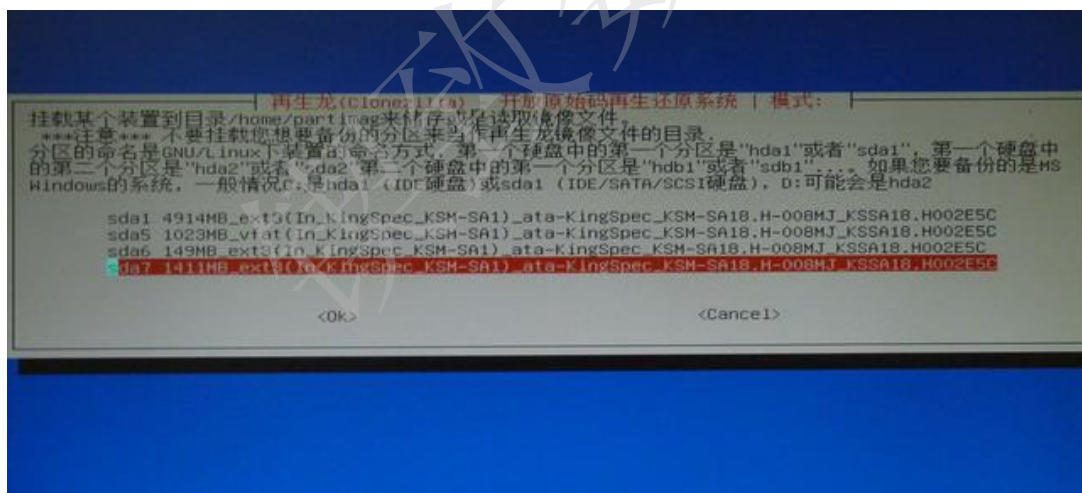 再生龙(Clonezilla) 开放原始码再生还原系统 | 模式:
挂载某个装置到目录/home/partimag来储存或是读取镜像文件.
***注意*** 不要挂载您想要备份的分区来当作再生龙镜像文件的目录.
分区的命名是GNU/Linux下装置的命名方式. 第一个硬盘中的第一个分区是"hda1"或者"sda1", 第一个硬盘中
的第二个分区是"hda2"或者"sda2" 第二个硬盘中的第一个分区是"hdb1"或者"sdb1".... 如果您要备份的是MS
Windows的系统, 一般情况C:是hda1 (IDE硬盘)或sda1 (IDE/SATA/SCSI硬盘), D:可能会是hda2
sda1 4914MB_ext3(In_KingSpec_KSM-SA1)_ata-KingSpec_KSM-SA18.H-008MJ_KSSA18.H002E5C
sda5 1023MB_vfat(In_KingSpec_KSM-SA1)_ata-KingSpec_KSM-SA18.H-008MJ_KSSA18.H002E5C
sda6 149MB_ext3(In_KingSpec_KSM-SA1)_ata-KingSpec_KSM-SA18.H-008MJ_KSSA18.H002E5C
sda7 1411MB_ext3(In_KingSpec_KSM-SA1)_ata-KingSpec_KSM-SA18.H-008MJ_KSSA18.H002E5C
<Ok> <Cancel>